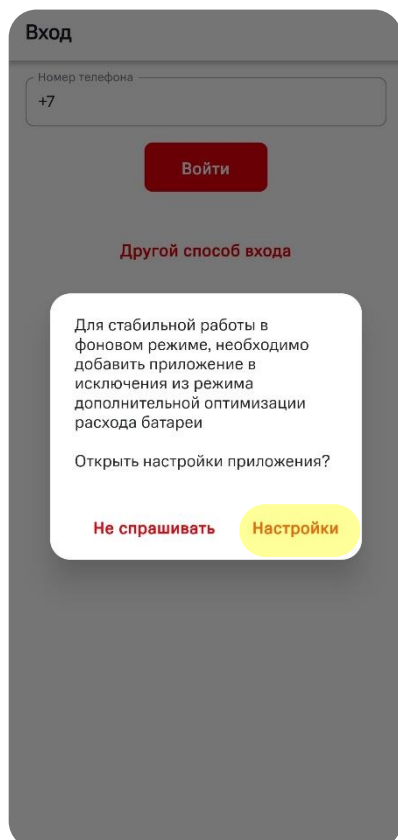 Вход
Номер телефона
+7
Войти
Другой способ входа
Для стабильной работы в
фоновом режиме, необходимо
добавить приложение в
исключения из режима
дополнительной оптимизации
расхода батареи
Открыть настройки приложения?
Не спрашивать Настройки